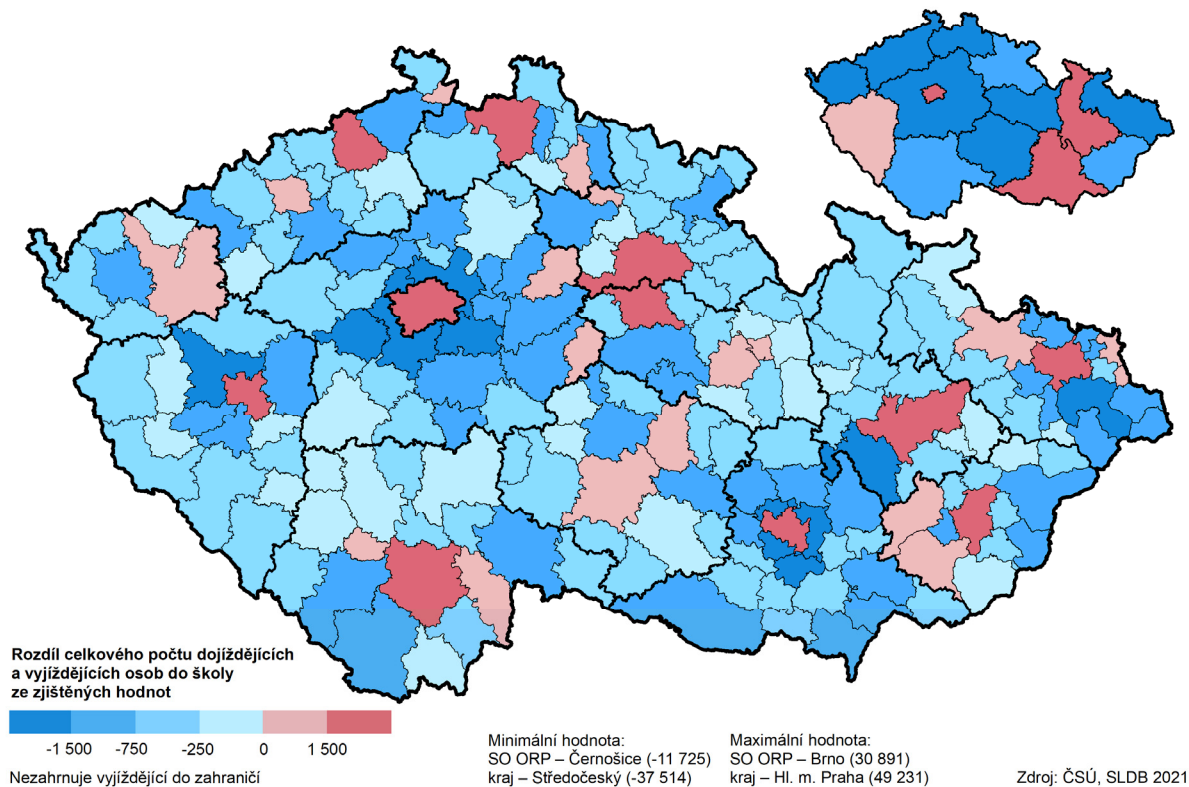 Rozdíl celkového počtu dojíždějících
a vyjíždějících osob do školy
ze zjištěných hodnot
-1 500 -750 -250 0 1 500
Nezahrnuje vyjíždějící do zahraničí
Minimální hodnota:
SO ORP – Černošice (-11 725)
kraj – Středočeský (-37 514)
Maximální hodnota:
SO ORP – Brno (30 891)
kraj – Hl. m. Praha (49 231)
Zdroj: ČSÚ, SLDB 2021